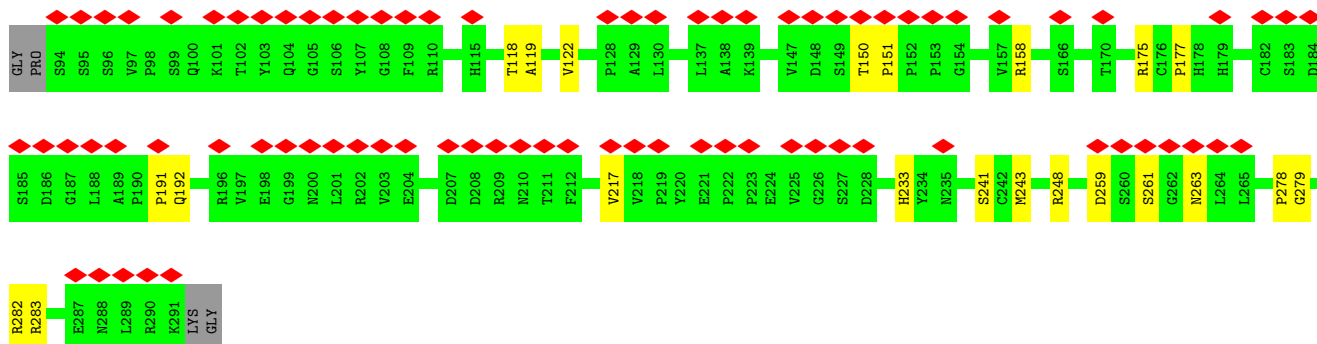 GLY PRO S94 S95 S96 V97 P98 S99 Q100 K101 T102 Y103 Q104 G105 S106 Y107 G108 F109 R110 H115 T118 A119 V122 P128 A129 L130 L137 A138 K139 V147 D148 S149 T150 P151 P152 P153 G154 V157 R158 S166 T170 R175 C176 P177 H178 H179 C182 S183 D184
S185 D186 G187 L188 A189 P190 P191 Q192 R196 V197 E198 G199 N200 L201 R202 V203 E204 D207 D208 R209 N210 T211 F212 V217 V218 P219 Y220 E221 P222 P223 E224 V225 G226 S227 D228 H233 Y234 N235 S241 C242 M243 R248 D259 S260 S261 G262 N263 L264 L265 P278 G279
R282 R283 E287 N288 L289 R290 K291 LYS GLY